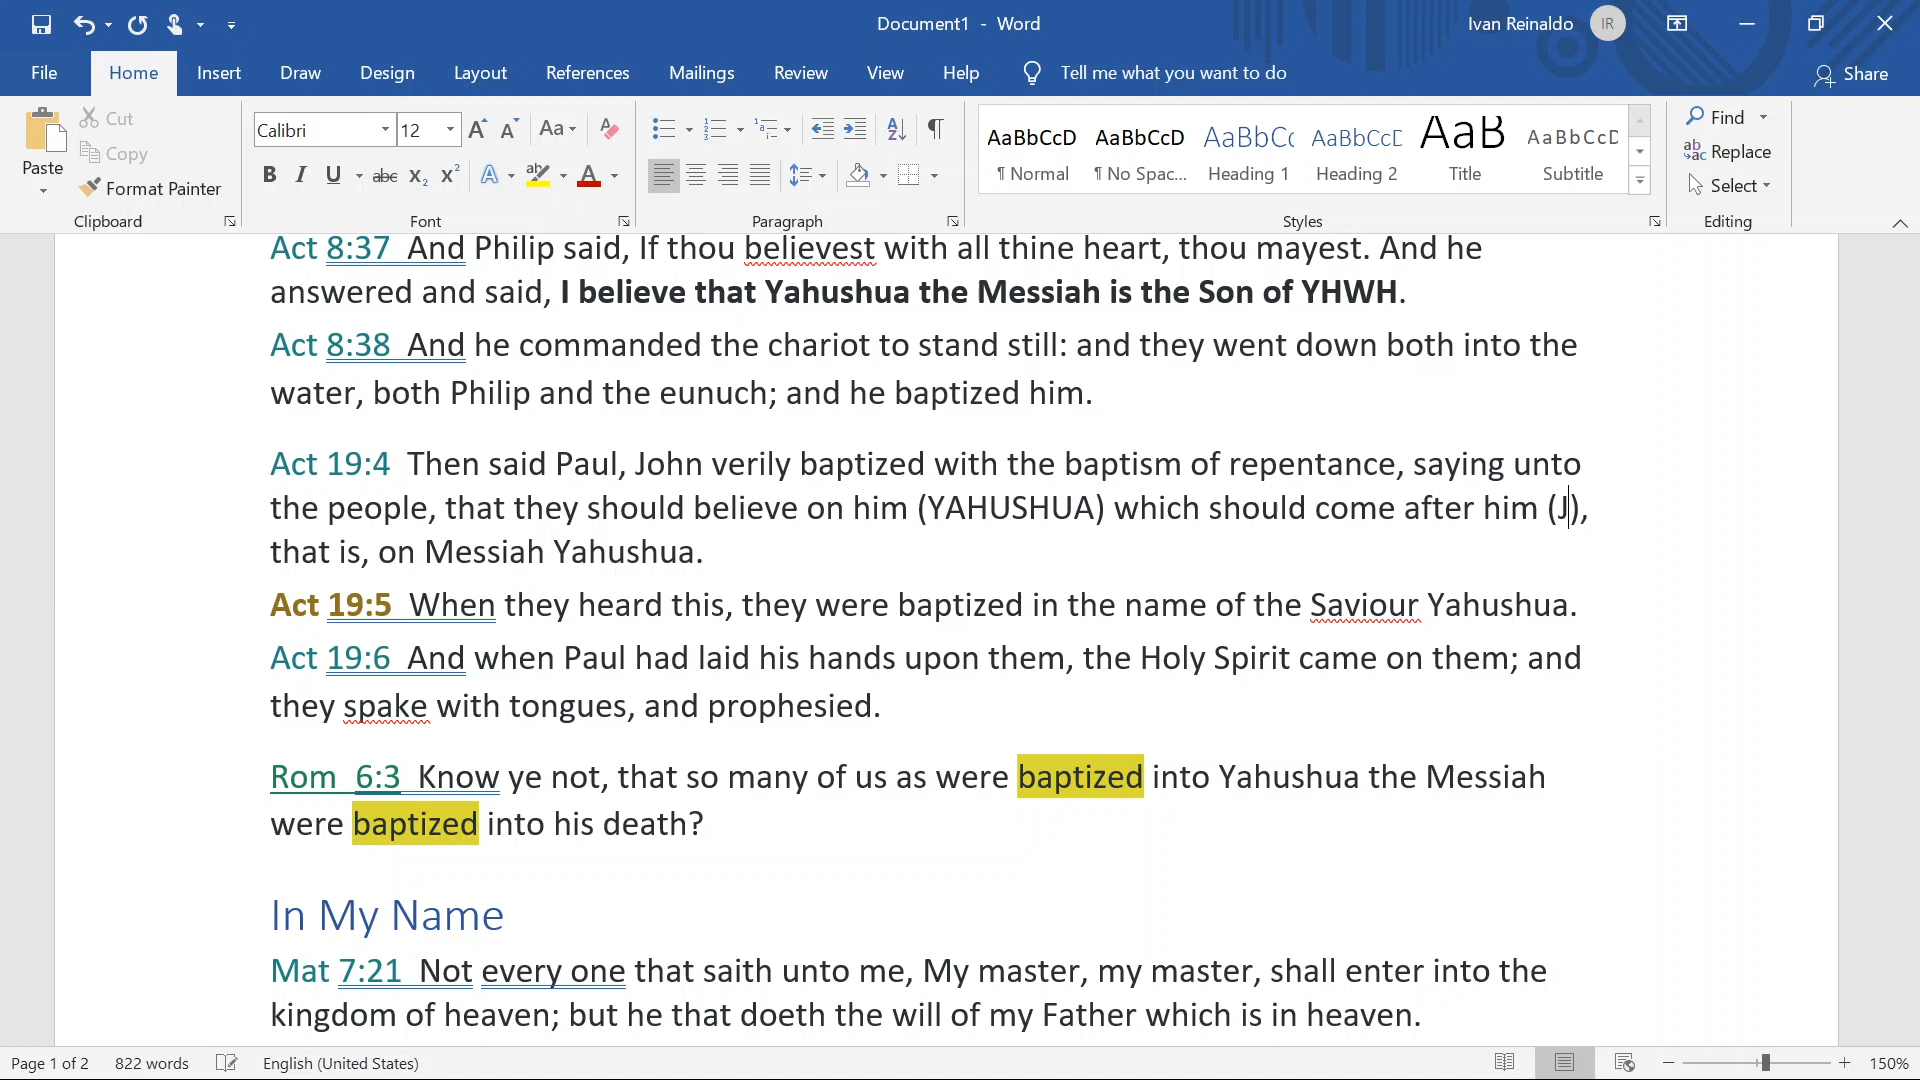 Document1 - Word
Ivan Reinaldo IR
File Home Insert Draw Design Layout References Mailings Review View Help Tell me what you want to do Share
Cut
Copy
Format Painter
Paste
Clipboard
Calibri 12
Aa
B I U abc X₂ X² A ab A
Font
Paragraph
AaBbCcD AaBbCcD AaBbCc AaBbCcD AaB AaBbCcD
¶ Normal ¶ No Spac... Heading 1 Heading 2 Title Subtitle
Styles
Find
Replace
Select
Editing
Act 8:37 And Philip said, If thou believest with all thine heart, thou mayest. And he
answered and said, I believe that Yahushua the Messiah is the Son of YHWH.
Act 8:38 And he commanded the chariot to stand still: and they went down both into the
water, both Philip and the eunuch; and he baptized him.
Act 19:4 Then said Paul, John verily baptized with the baptism of repentance, saying unto
the people, that they should believe on him (YAHUSHUA) which should come after him (J),
that is, on Messiah Yahushua.
Act 19:5 When they heard this, they were baptized in the name of the Saviour Yahushua.
Act 19:6 And when Paul had laid his hands upon them, the Holy Spirit came on them; and
they spake with tongues, and prophesied.
Rom 6:3 Know ye not, that so many of us as were baptized into Yahushua the Messiah
were baptized into his death?
In My Name
Mat 7:21 Not every one that saith unto me, My master, my master, shall enter into the
kingdom of heaven; but he that doeth the will of my Father which is in heaven.
Page 1 of 2 822 words English (United States) 150%